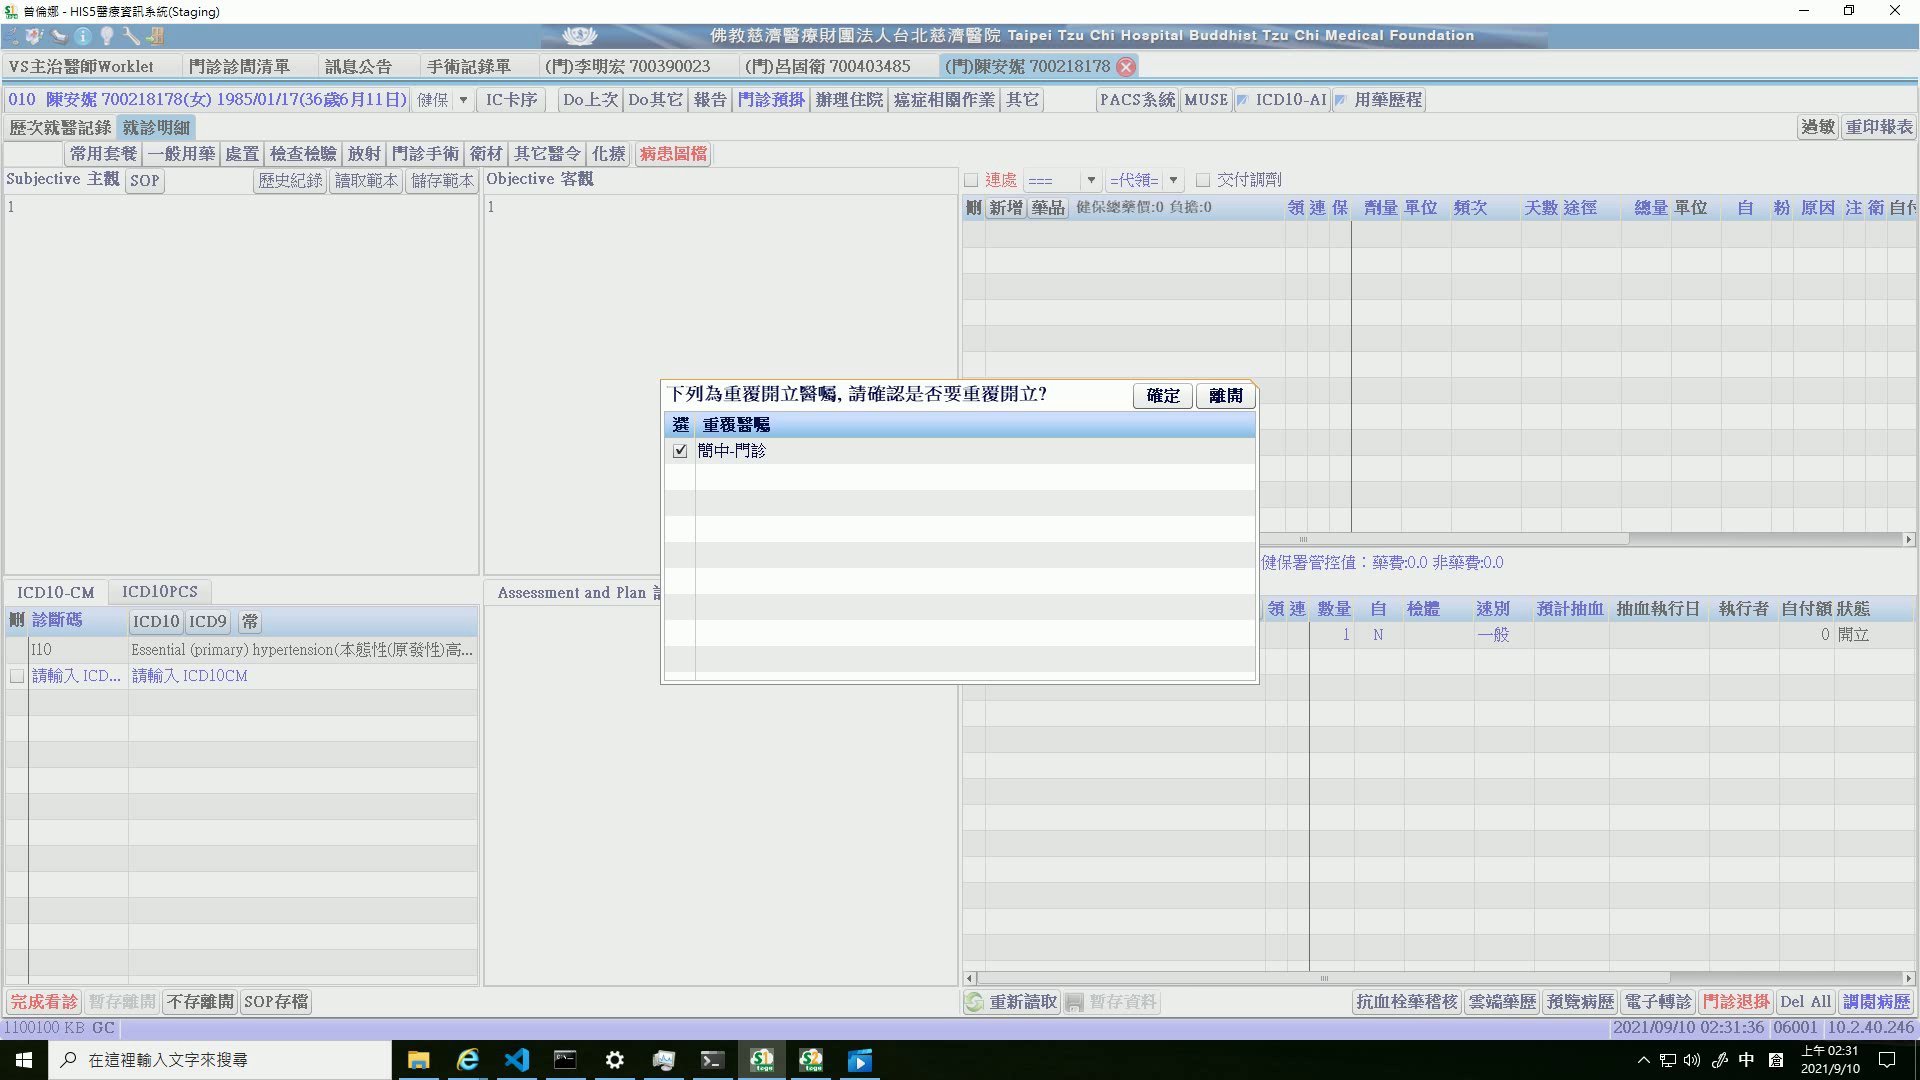 曾倫娜 - HIS5醫療資訊系統(Staging)
佛教慈濟醫療財團法人台北慈濟醫院 Taipei Tzu Chi Hospital Buddhist Tzu Chi Medical Foundation
VS主治醫師Worklet 門診診間清單 訊息公告 手術記錄單 (門)李明宏 700390023 (門)呂固衛 700403485 (門)陳安妮 700218178
010 陳安妮 700218178(女) 1985/01/17(36歲6月11日) 健保 IC卡序 Do上次 Do其它 報告 門診預掛 辦理住院 癌症相關作業 其它 PACS系統 MUSE ICD10-AI 用藥歷程
歷次就醫記錄 就診明細 過敏 重印報表
常用套餐 一般用藥 處置 檢查檢驗 放射 門診手術 衛材 其它醫令 化療 病患圖檔
Subjective 主觀 SOP 歷史紀錄 讀取範本 儲存範本 Objective 客觀 連處 === =代領= 交付調劑
1 1 刪 新增 藥品 健保總藥價:0 負擔:0 領 連 保 劑量 單位 頻次 天數 途徑 總量 單位 自 粉 原因 注 衛 自付
下列為重覆開立醫囑, 請確認是否要重覆開立? 確定 離開
選 重覆醫囑
簡中-門診
健保署管控值：藥費:0.0 非藥費:0.0
ICD10-CM ICD10PCS Assessment and Plan
刪 診斷碼 ICD10 ICD9 常 領 連 數量 自 檢體 速別 預計抽血 抽血執行日 執行者 自付額 狀態
I10 Essential (primary) hypertension(本態性(原發性)高... 1 N 一般 0 開立
請輸入 ICD... 請輸入 ICD10CM
完成看診 暫存離開 不存離開 SOP存檔 重新讀取 暫存資料 抗血栓藥稽核 雲端藥歷 預覽病歷 電子轉診 門診退掛 Del All 調閱病歷
1100100 KB GC 2021/09/10 02:31:36 06001 10.2.40.246
在這裡輸入文字來搜尋 中 倉 上午 02:31
2021/9/10